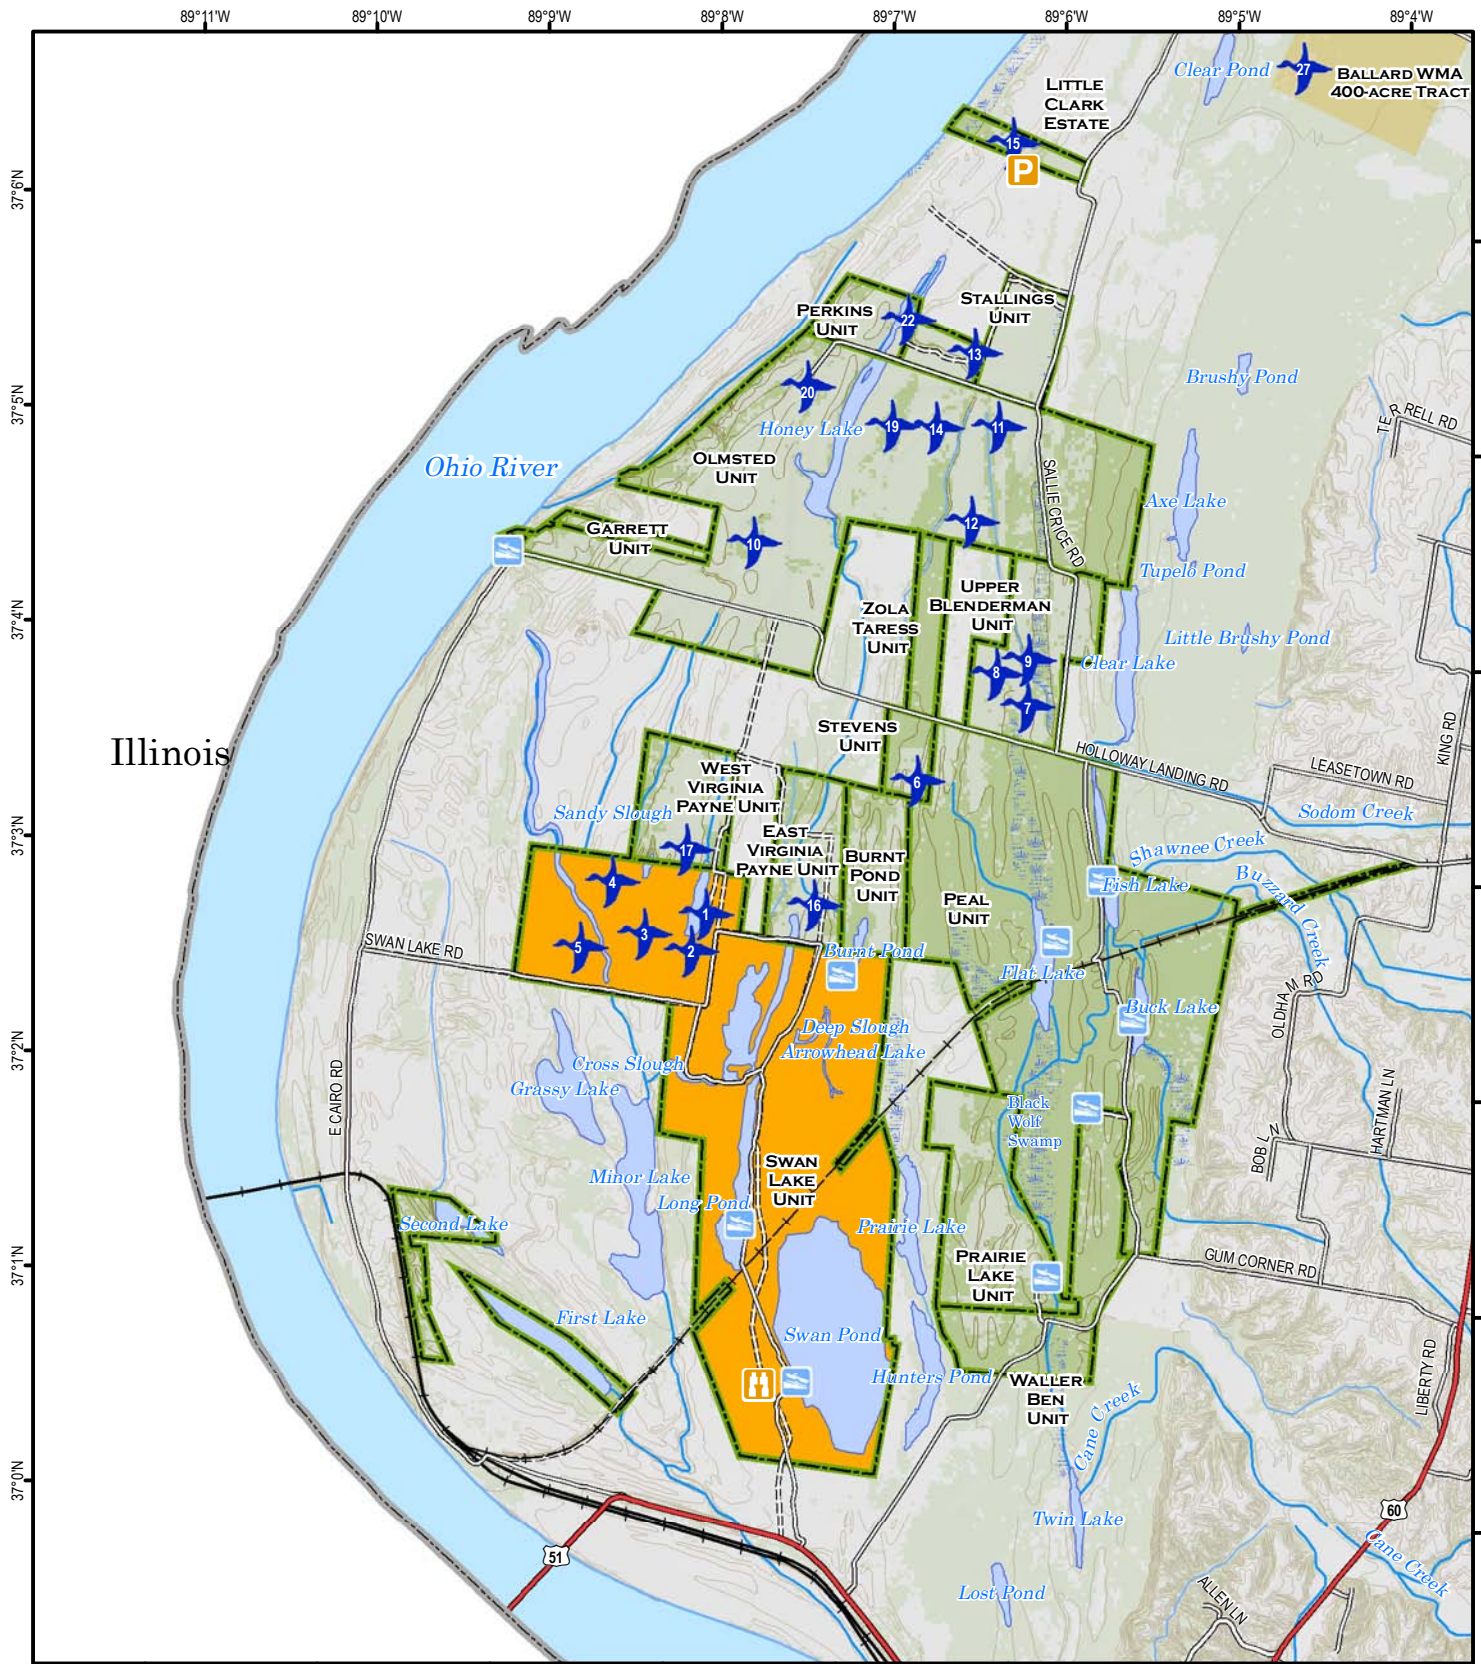 89°11'W
89°10'W
89°9'W
89°8'W
89°7'W
89°6'W
89°5'W
89°4'W
37°6'N
37°5'N
37°4'N
37°3'N
37°2'N
37°1'N
37°0'N
Clear Pond
27
BALLARD WMA
400-ACRE TRACT
LITTLE
CLARK
ESTATE
15
P
STALLINGS
UNIT
PERKINS
UNIT
22
13
20
Brushy Pond
TERRELL RD
Honey Lake
19
14
11
OLMSTED
UNIT
Ohio River
SALLIE CRICE RD
Axe Lake
GARRETT
UNIT
12
10
Tupelo Pond
UPPER
BLENDERMAN
UNIT
ZOLA
TARESS
UNIT
Little Brushy Pond
9
8
7
Clear Lake
Illinois
STEVENS
UNIT
KING RD
HOLLOWAY LANDING RD
LEASETOWN RD
WEST
VIRGINIA
PAYNE UNIT
6
Sandy Slough
Sodom Creek
EAST
VIRGINIA
PAYNE UNIT
17
BURNT
POND
UNIT
Shawnee Creek
Buzzard Creek
4
Fish Lake
16
1
PEAL
UNIT
3
5
2
SWAN LAKE RD
Burnt Pond
Flat Lake
OLDHAM RD
Buck Lake
Deep Slough
Arrowhead Lake
Cross Slough
Grassy Lake
E CAIRO RD
Black
Wolf
Swamp
BOB LN
HARTMAN LN
SWAN
LAKE
UNIT
Minor Lake
Long Pond
Second Lake
Prairie Lake
PRAIRIE
LAKE
UNIT
GUM CORNER RD
First Lake
Swan Pond
Hunters Pond
WALLER
BEN
UNIT
LIBERTY RD
Cane Creek
Twin Lake
60
51
Cane Creek
Lost Pond
ALLEN LN